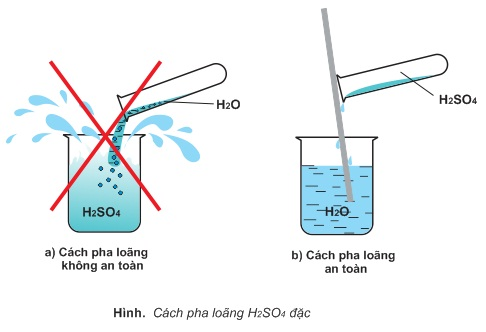 H2O
H2SO4
a) Cách pha loãng
không an toàn
H2SO4
H2O
b) Cách pha loãng
an toàn
Hình. Cách pha loãng H2SO4 đặc